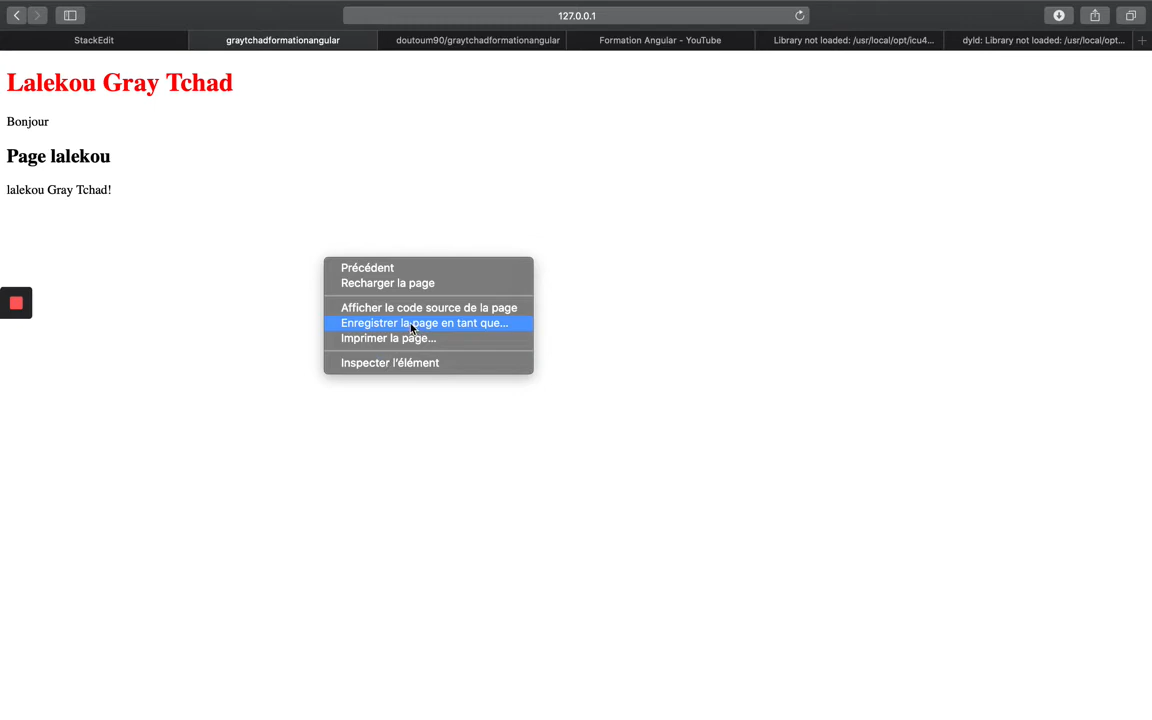 127.0.0.1
StackEdit
graytchadformationangular
doutoum90/graytchadformationangular
Formation Angular - YouTube
Library not loaded: /usr/local/opt/icu4...
dyld: Library not loaded: /usr/local/opt...
Lalekou Gray Tchad
Bonjour
Page lalekou
lalekou Gray Tchad!
Précédent
Recharger la page
Afficher le code source de la page
Enregistrer la page en tant que...
Imprimer la page...
Inspecter l'élément